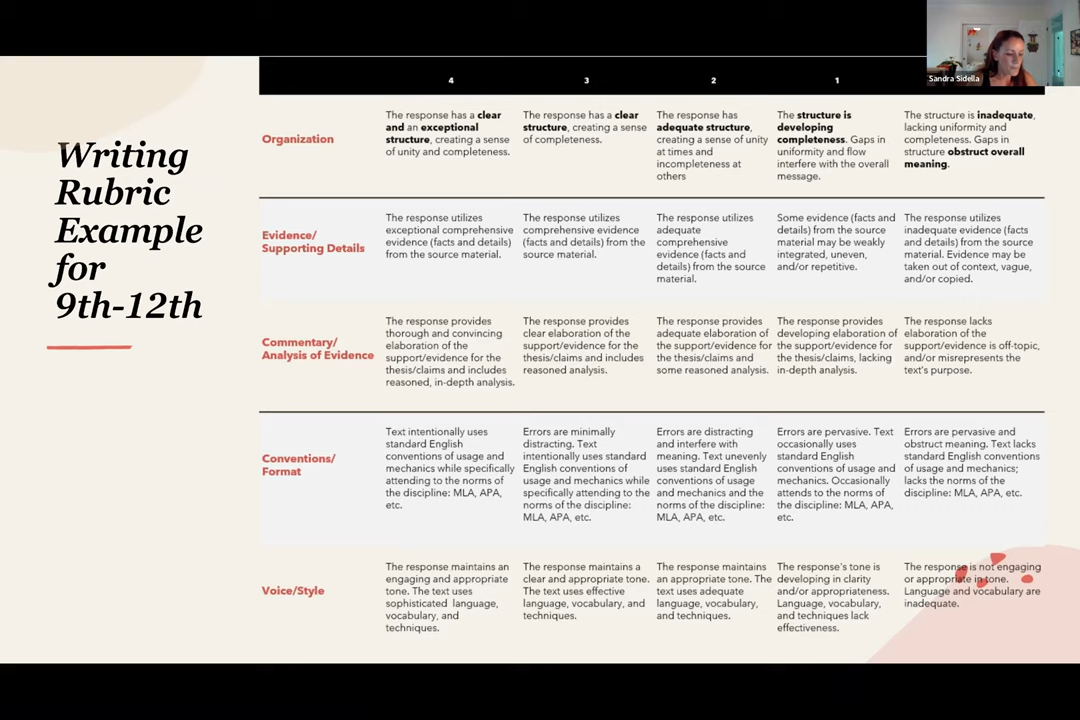 Sandra Sidella
Writing
Rubric
Example
for
9th-12th
4
3
2
1
Organization
The response has a clear
and an exceptional
structure, creating a sense
of unity and completeness.
The response has a clear
structure, creating a sense
of completeness.
The response has
adequate structure,
creating a sense of unity
at times and
incompleteness at
others
The structure is
developing
completeness. Gaps in
uniformity and flow
interfere with the overall
message.
The structure is inadequate,
lacking uniformity and
completeness. Gaps in
structure obstruct overall
meaning.
Evidence/
Supporting Details
The response utilizes
exceptional comprehensive
evidence (facts and details)
from the source material.
The response utilizes
comprehensive evidence
(facts and details) from the
source material.
The response utilizes
adequate
comprehensive
evidence (facts and
details) from the source
material.
Some evidence (facts and
details) from the source
material may be weakly
integrated, uneven,
and/or repetitive.
The response utilizes
inadequate evidence (facts
and details) from the source
material. Evidence may be
taken out of context, vague,
and/or copied.
Commentary/
Analysis of Evidence
The response provides
thorough and convincing
elaboration of the
support/evidence for the
thesis/claims and includes
reasoned, in-depth analysis.
The response provides
clear elaboration of the
support/evidence for the
thesis/claims and includes
reasoned analysis.
The response provides
adequate elaboration of
the support/evidence for
the thesis/claims and
some reasoned analysis.
The response provides
developing elaboration of
the support/evidence for
the thesis/claims, lacking
in-depth analysis.
The response lacks
elaboration of the
support/evidence is off-topic,
and/or misrepresents the
text's purpose.
Conventions/
Format
Text intentionally uses
standard English
conventions of usage and
mechanics while specifically
attending to the norms of
the discipline: MLA, APA,
etc.
Errors are minimally
distracting. Text
intentionally uses standard
English conventions of
usage and mechanics while
specifically attending to the
norms of the discipline:
MLA, APA, etc.
Errors are distracting
and interfere with
meaning. Text unevenly
uses standard English
conventions of usage
and mechanics and the
norms of the discipline:
MLA, APA, etc.
Errors are pervasive. Text
occasionally uses
standard English
conventions of usage and
mechanics. Occasionally
attends to the norms of
the discipline: MLA, APA,
etc.
Errors are pervasive and
obstruct meaning. Text lacks
standard English conventions
of usage and mechanics;
lacks the norms of the
discipline: MLA, APA, etc.
Voice/Style
The response maintains an
engaging and appropriate
tone. The text uses
sophisticated language,
vocabulary, and
techniques.
The response maintains a
clear and appropriate tone.
The text uses effective
language, vocabulary, and
techniques.
The response maintains
an appropriate tone. The
text uses adequate
language, vocabulary,
and techniques.
The response's tone is
developing in clarity
and/or appropriateness.
Language, vocabulary,
and techniques lack
effectiveness.
The response is not engaging
or appropriate in tone.
Language and vocabulary are
inadequate.